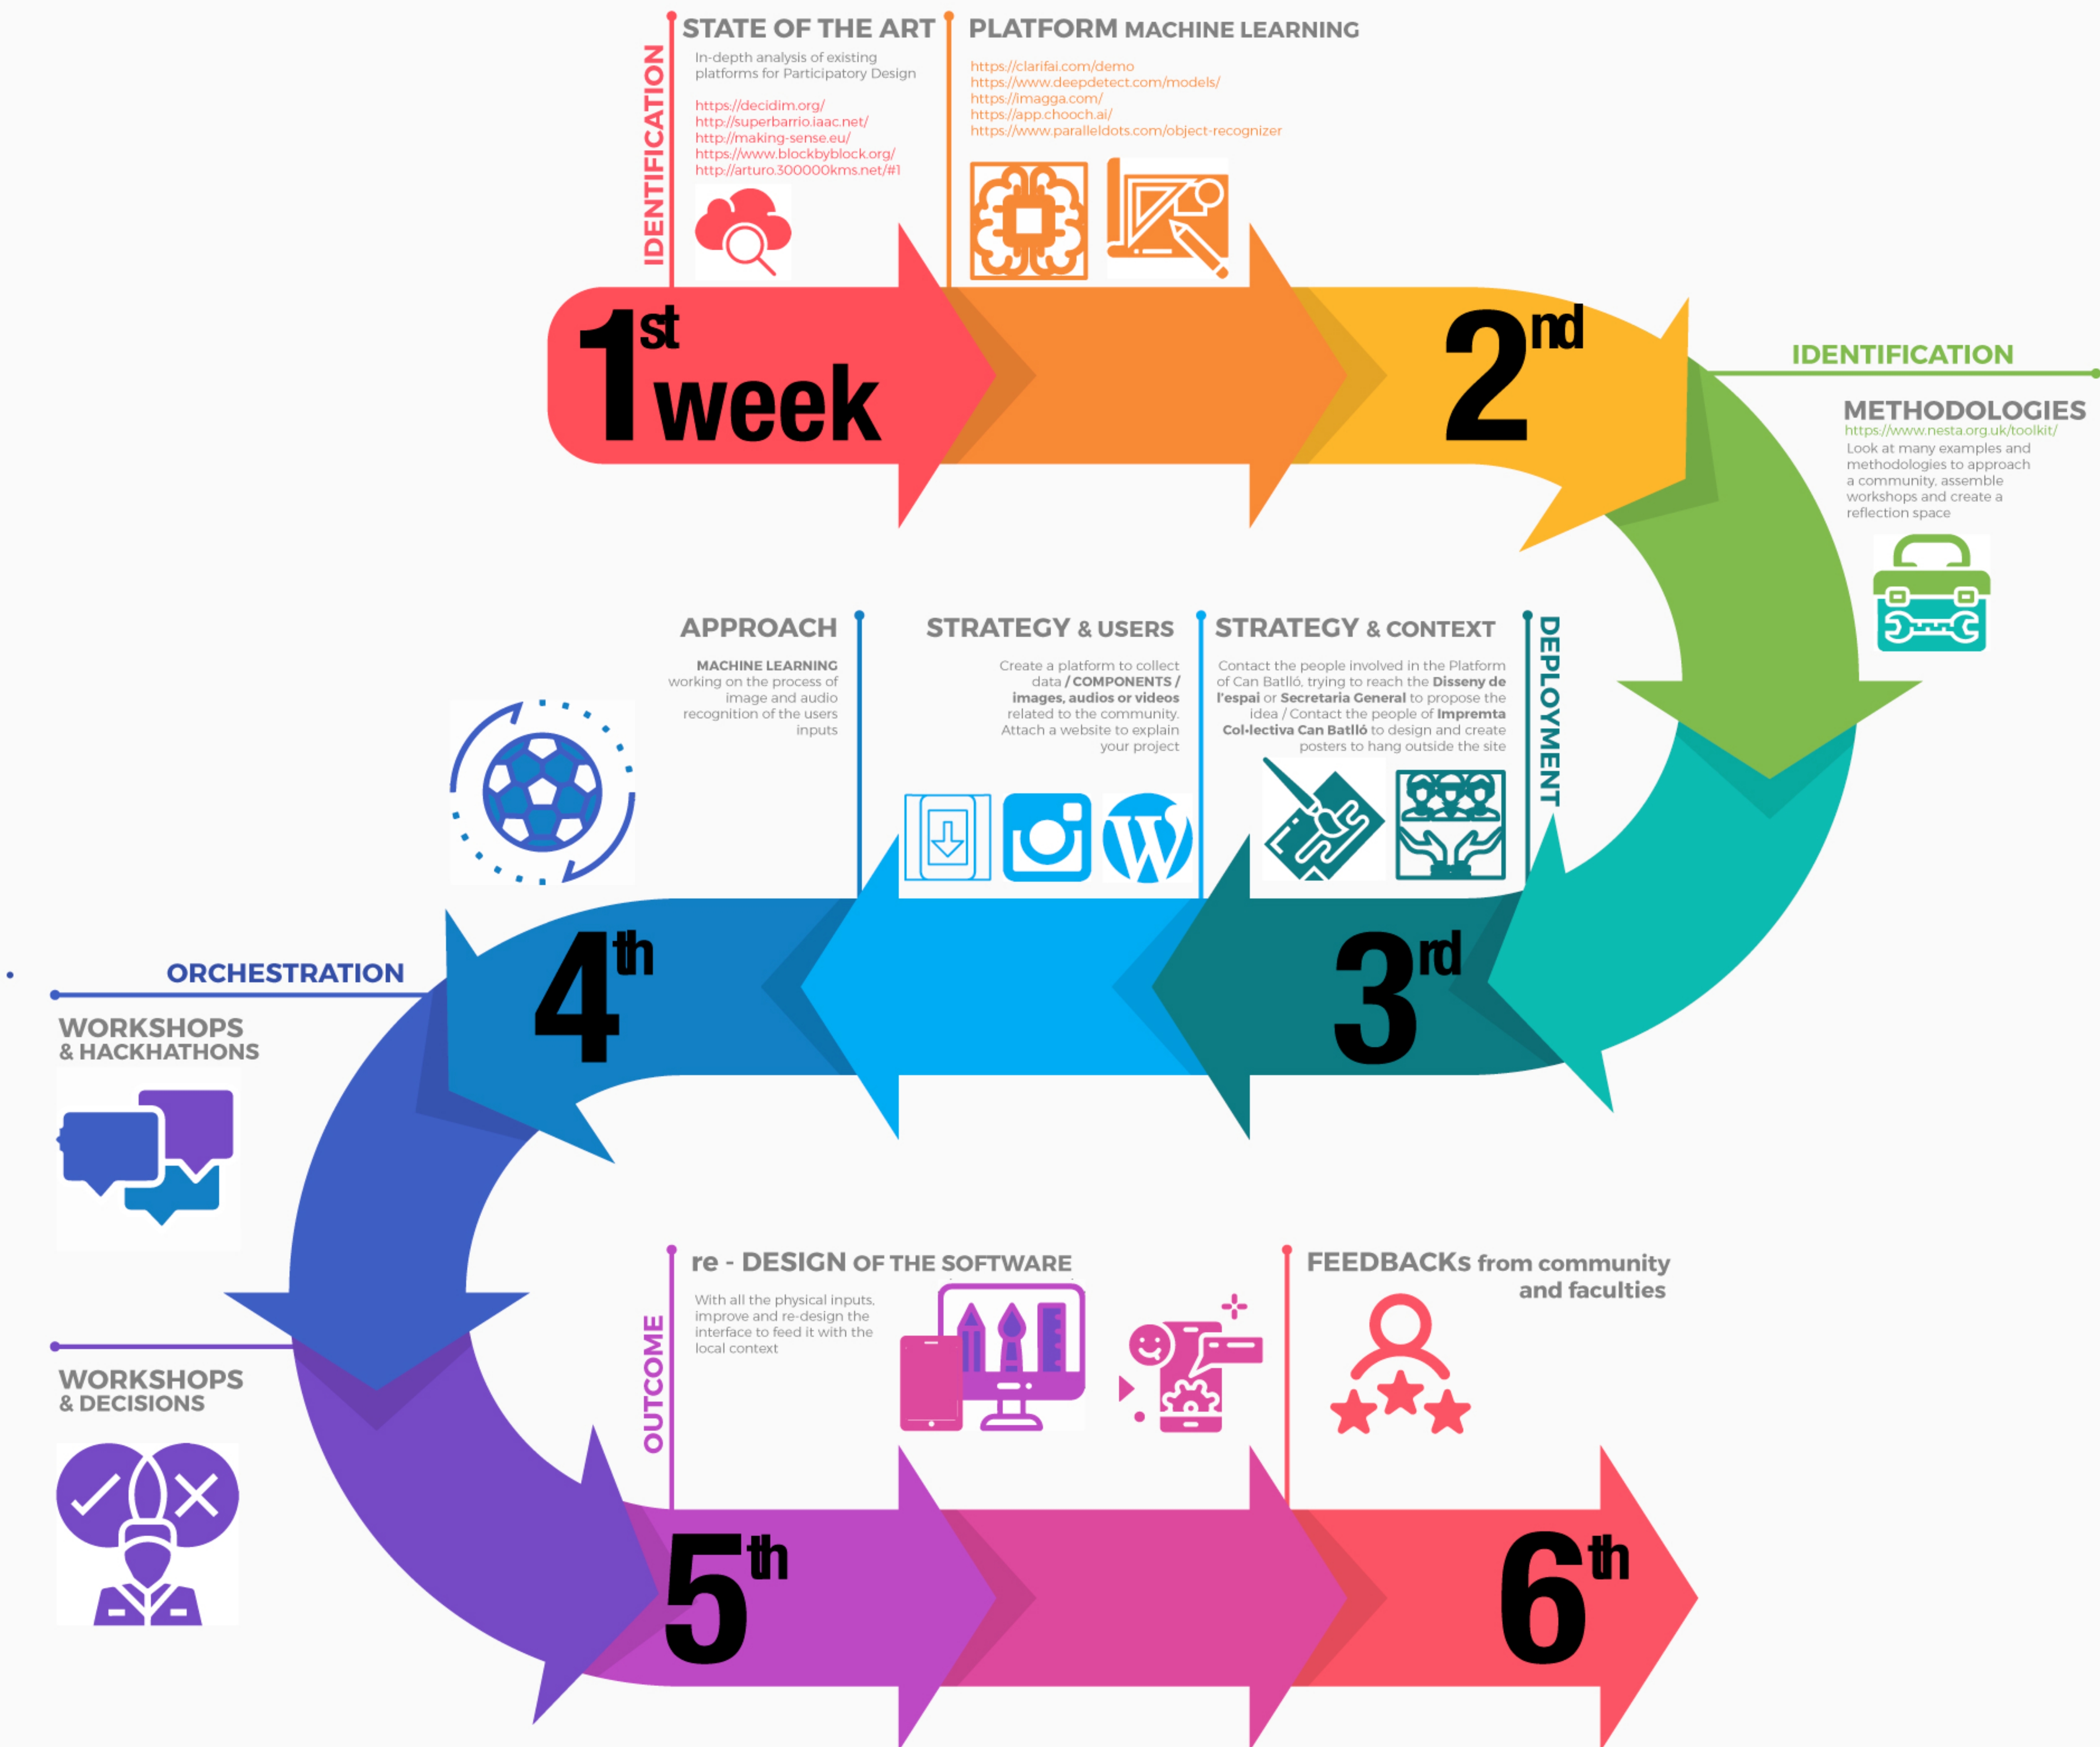 IDENTIFICATION
STATE OF THE ART
In-depth analysis of existing
platforms for Participatory Design
https://decidim.org/
http://superbarrio.iaac.net/
http://making-sense.eu/
https://www.blockbyblock.org/
http://arturo.300000kms.net/#1
PLATFORM MACHINE LEARNING
https://clarifai.com/demo
https://www.deepdetect.com/models/
https://imagga.com/
https://app.chooch.ai/
https://www.paralleldots.com/object-recognizer
1st
week
2nd
IDENTIFICATION
METHODOLOGIES
https://www.nesta.org.uk/toolkit/
Look at many examples and
methodologies to approach
a community, assemble
workshops and create a
reflection space
DEPLOYMENT
STRATEGY & CONTEXT
Contact the people involved in the Platform
of Can Batlló, trying to reach the Disseny de
l'espai or Secretaria General to propose the
idea / Contact the people of Impremta
Col•lectiva Can Batlló to design and create
posters to hang outside the site
3rd
STRATEGY & USERS
Create a platform to collect
data / COMPONENTS /
images, audios or videos
related to the community.
Attach a website to explain
your project
APPROACH
MACHINE LEARNING
working on the process of
image and audio
recognition of the users
inputs
4th
ORCHESTRATION
WORKSHOPS
& HACKHATHONS
WORKSHOPS
& DECISIONS
OUTCOME
re - DESIGN OF THE SOFTWARE
With all the physical inputs,
improve and re-design the
interface to feed it with the
local context
5th
FEEDBACKs from community
and faculties
6th